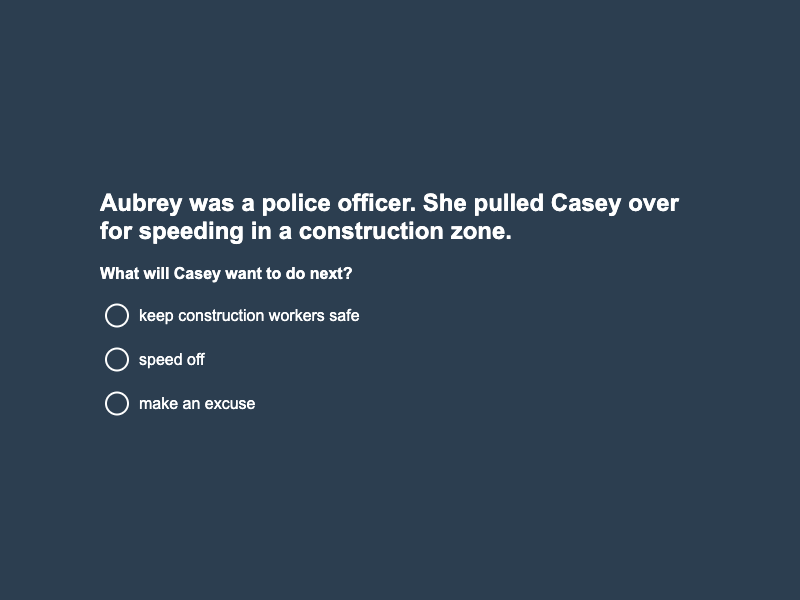 Aubrey was a police officer. She pulled Casey over
for speeding in a construction zone.
What will Casey want to do next?
keep construction workers safe
speed off
make an excuse